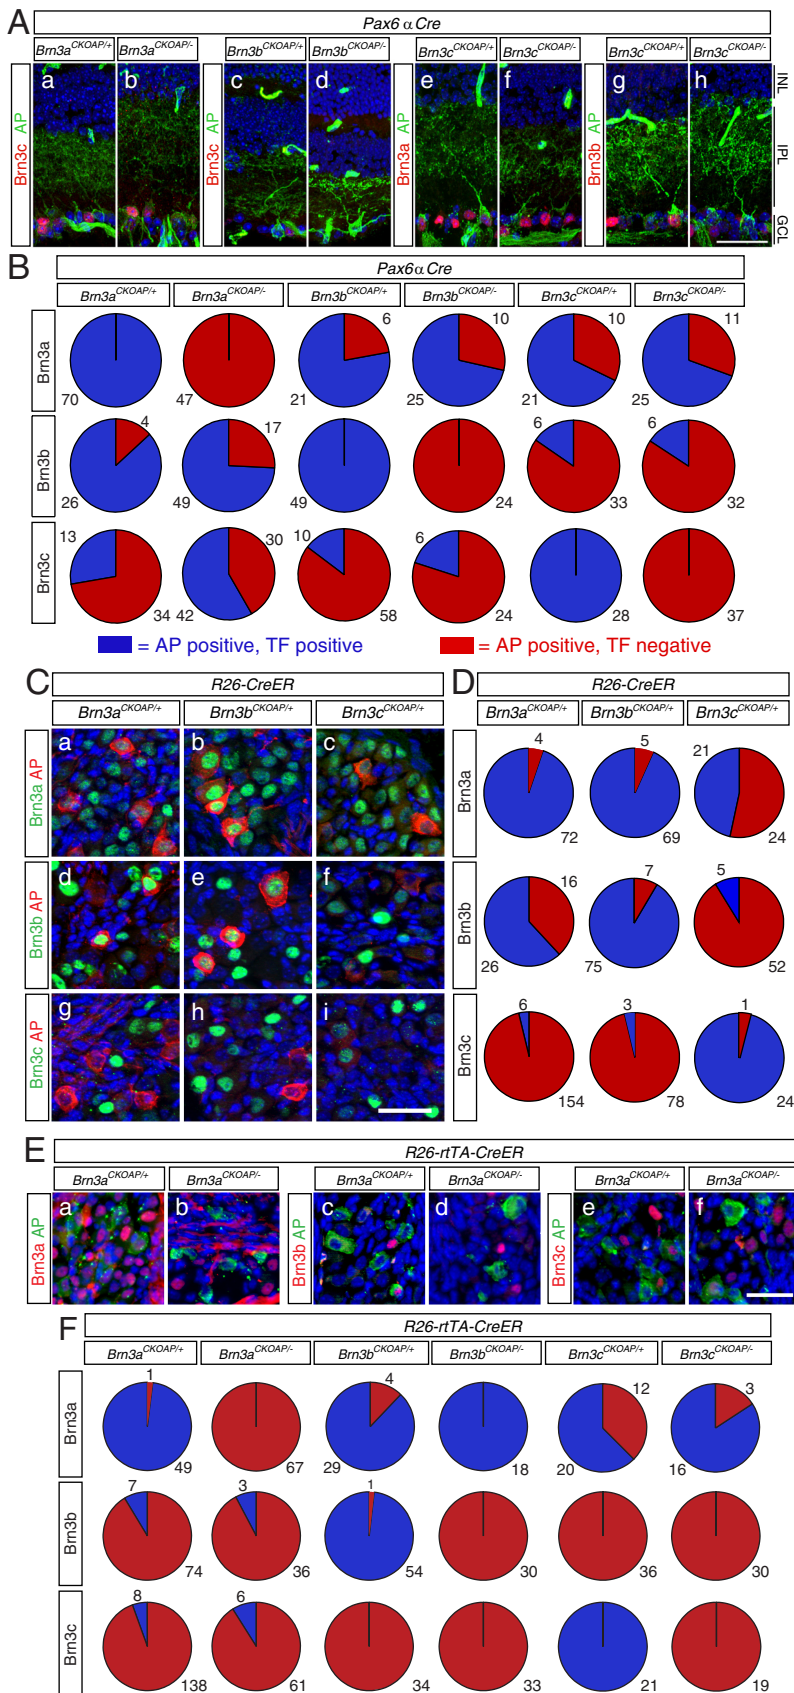 A
Pax6 α Cre
Brn3a^CKOAP/+ Brn3a^CKOAP/- Brn3b^CKOAP/+ Brn3b^CKOAP/- Brn3c^CKOAP/+ Brn3c^CKOAP/- Brn3c^CKOAP/+ Brn3c^CKOAP/-
a b c d e f g h
Brn3c AP
Brn3c AP
Brn3a AP
Brn3b AP
INL
IPL
GCL
B
Pax6α Cre
Brn3a^CKOAP/+ Brn3a^CKOAP/- Brn3b^CKOAP/+ Brn3b^CKOAP/- Brn3c^CKOAP/+ Brn3c^CKOAP/-
Brn3a
6 10 10 11
70 47 21 25 21 25
Brn3b
4 17 6 6
26 49 49 24 33 32
Brn3c
13 30 10 6
34 42 58 24 28 37
= AP positive, TF positive
= AP positive, TF negative
C
R26-CreER
Brn3a^CKOAP/+ Brn3b^CKOAP/+ Brn3c^CKOAP/+
Brn3a AP
a b c
Brn3b AP
d e f
Brn3c AP
g h i
D
R26-CreER
Brn3a^CKOAP/+ Brn3b^CKOAP/+ Brn3c^CKOAP/+
Brn3a
4 5 21
72 69 24
Brn3b
16 7 5
26 75 52
Brn3c
6 3 1
154 78 24
E
R26-rtTA-CreER
Brn3a^CKOAP/+ Brn3a^CKOAP/- Brn3a^CKOAP/+ Brn3a^CKOAP/- Brn3a^CKOAP/+ Brn3a^CKOAP/-
a b c d e f
Brn3a AP
Brn3b AP
Brn3c AP
F
R26-rtTA-CreER
Brn3a^CKOAP/+ Brn3a^CKOAP/- Brn3b^CKOAP/+ Brn3b^CKOAP/- Brn3c^CKOAP/+ Brn3c^CKOAP/-
Brn3a
1 4 12 3
49 67 29 18 20 16
Brn3b
7 3 1
74 36 54 30 36 30
Brn3c
8 6
138 61 34 33 21 19